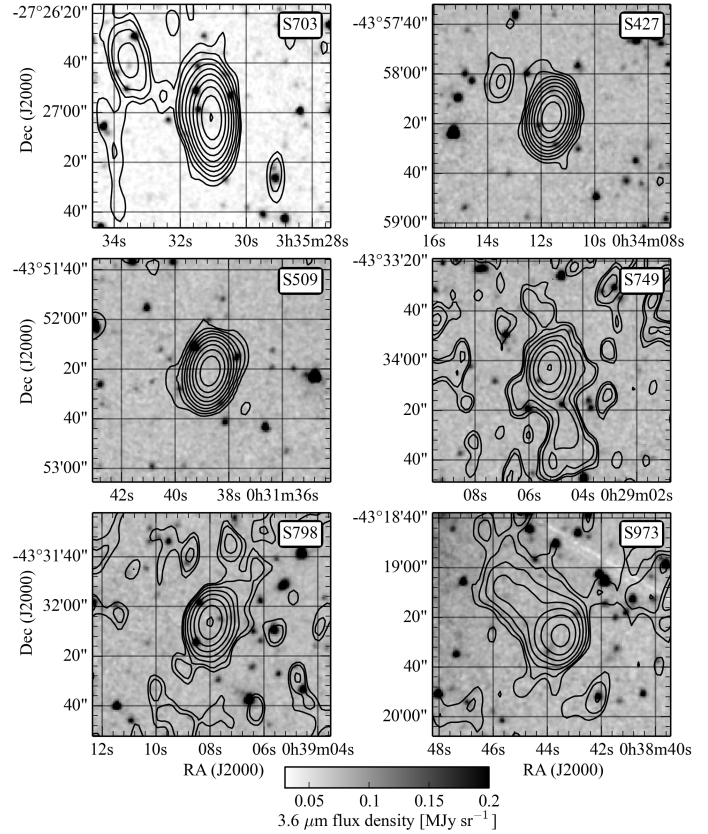 -27°26'20"
40"
27'00"
20"
40"
Dec (J2000)
S703
34s 32s 30s 3h35m28s
-43°57'40"
58'00"
20"
40"
59'00"
S427
16s 14s 12s 10s 0h34m08s
-43°51'40"
52'00"
20"
40"
53'00"
Dec (J2000)
S509
42s 40s 38s 0h31m36s
-43°33'20"
40"
34'00"
20"
40"
S749
08s 06s 04s 0h29m02s
-43°31'40"
32'00"
20"
40"
Dec (J2000)
S798
12s 10s 08s 06s 0h39m04s
RA (J2000)
-43°18'40"
19'00"
20"
40"
20'00"
S973
48s 46s 44s 42s 0h38m40s
RA (J2000)
0.05 0.1 0.15 0.2
3.6 μm flux density [MJy sr⁻¹]